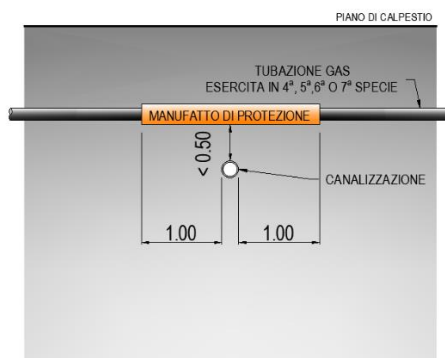 PIANO DI CALPESTIO
TUBAZIONE GAS
ESERCITA IN 4ª, 5ª,6ª O 7ª SPECIE
MANUFATTO DI PROTEZIONE
< 0.50
CANALIZZAZIONE
1.00
1.00